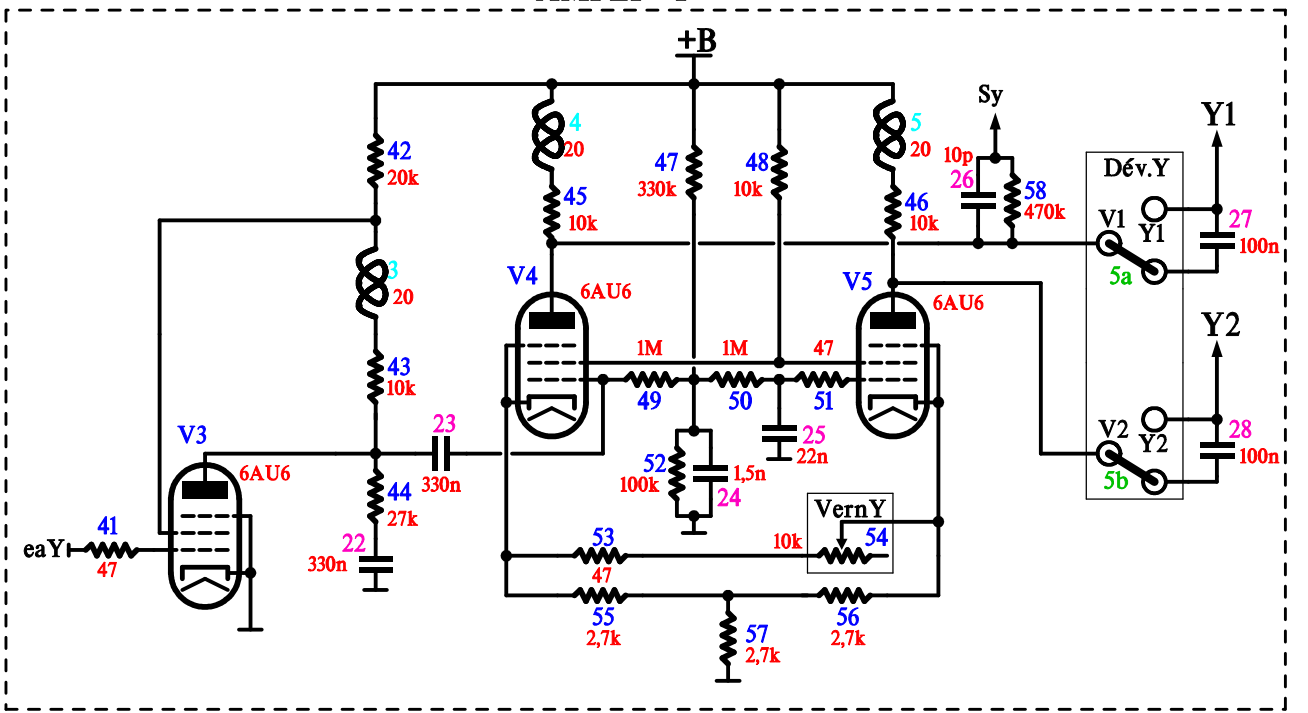 +B
Sy
Y1
4
20
5
20
42
20k
47
330k
48
10k
10p
26
58
470k
Dév.Y
45
10k
46
10k
V1
Y1
27
100n
3
20
V4
6AU6
V5
6AU6
5a
Y2
43
10k
1M
1M
47
49
50
51
23
330n
V3
6AU6
25
22n
V2
Y2
28
100n
5b
52
100k
1,5n
24
44
27k
41
47
eaY
22
330n
VernY
53
47
10k
54
55
2,7k
56
2,7k
57
2,7k